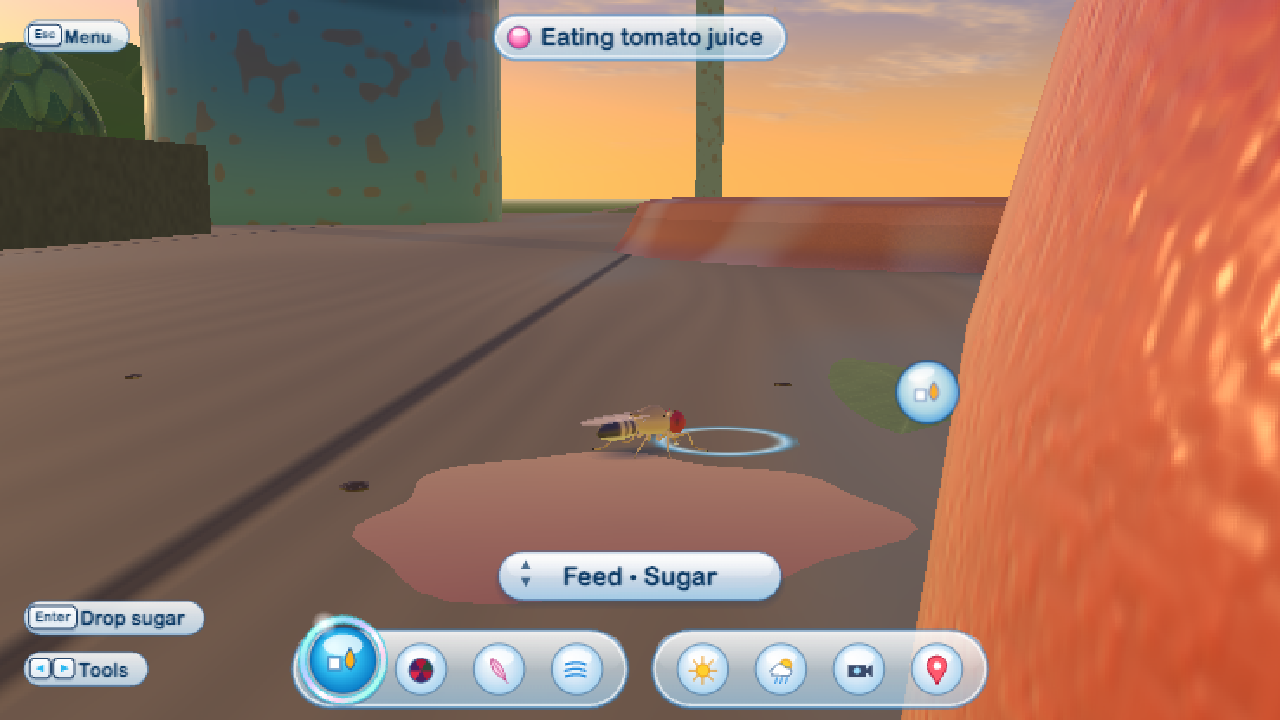 Esc Menu
Eating tomato juice
Feed · Sugar
Enter Drop sugar
Tools